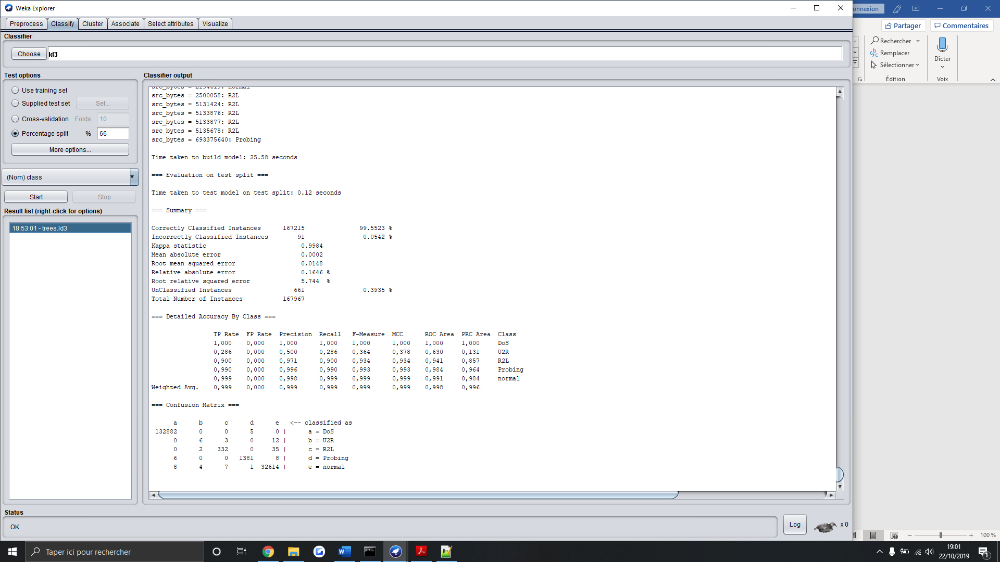 Weka Explorer
Preprocess Classify Cluster Associate Select attributes Visualize
Classifier
Choose Id3
Test options
Use training set
Supplied test set Set...
Cross-validation Folds 10
Percentage split % 66
More options...
(Nom) class
Start Stop
Result list (right-click for options)
18:53:01 - trees.Id3
Classifier output
src_bytes = 2194619: normal
src_bytes = 2500058: R2L
src_bytes = 5131424: R2L
src_bytes = 5133876: R2L
src_bytes = 5133877: R2L
src_bytes = 5135678: R2L
src_bytes = 693375640: Probing
Time taken to build model: 25.58 seconds
=== Evaluation on test split ===
Time taken to test model on test split: 0.12 seconds
=== Summary ===
Correctly Classified Instances 167215 99.5523 %
Incorrectly Classified Instances 91 0.0542 %
Kappa statistic 0.9984
Mean absolute error 0.0002
Root mean squared error 0.0148
Relative absolute error 0.1646 %
Root relative squared error 5.744 %
UnClassified Instances 661 0.3935 %
Total Number of Instances 167967
=== Detailed Accuracy By Class ===
TP Rate FP Rate Precision Recall F-Measure MCC ROC Area PRC Area Class
1,000 0,000 1,000 1,000 1,000 1,000 1,000 1,000 DoS
0,286 0,000 0,500 0,286 0,364 0,378 0,630 0,131 U2R
0,900 0,000 0,971 0,900 0,934 0,934 0,941 0,857 R2L
0,990 0,000 0,996 0,990 0,993 0,993 0,984 0,964 Probing
0,999 0,000 0,998 0,999 0,999 0,999 0,991 0,984 normal
Weighted Avg. 0,999 0,000 0,999 0,999 0,999 0,999 0,998 0,996
=== Confusion Matrix ===
a b c d e <-- classified as
132882 0 0 5 0 | a = DoS
0 6 3 0 12 | b = U2R
0 2 332 0 35 | c = R2L
6 0 0 1381 8 | d = Probing
8 4 7 1 32614 | e = normal
Status
OK
Log
x 0
onnexion
Partager Commentaires
Rechercher
Remplacer
Sélectionner
Édition
Dicter
Voix
100 %
Taper ici pour rechercher
19:01
22/10/2019
1